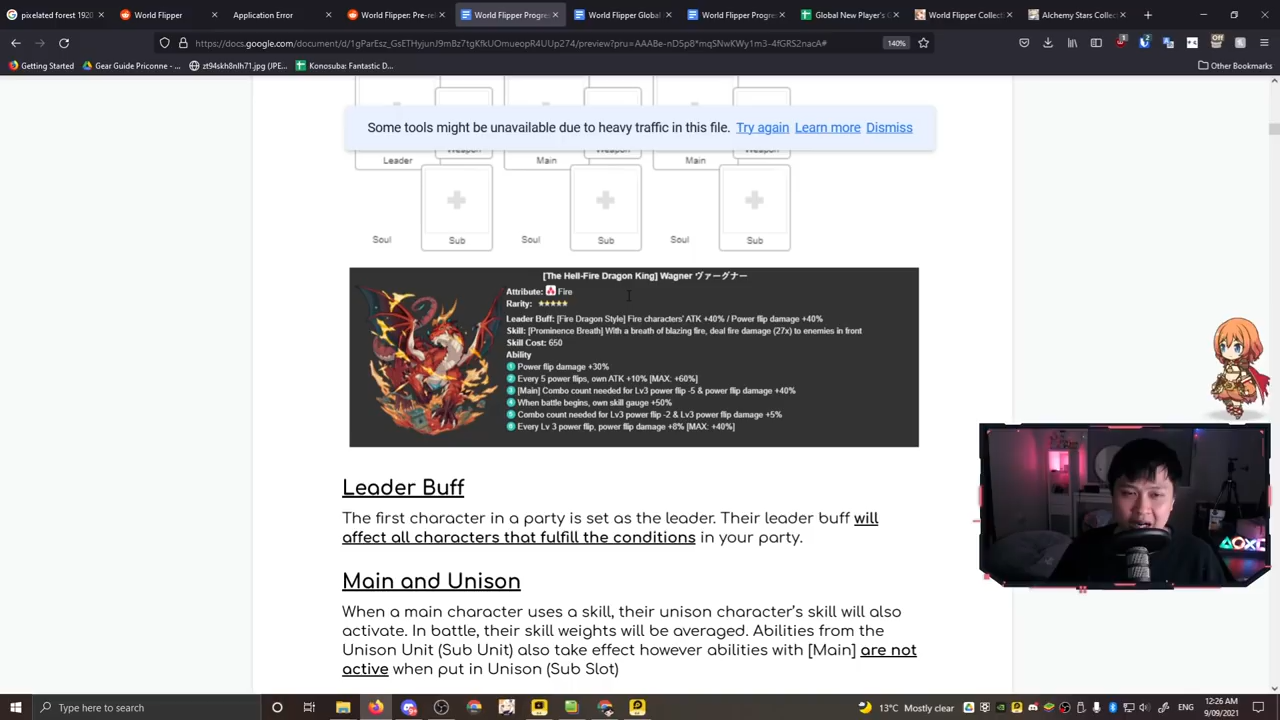 pixelated forest 1920
World Flipper
Application Error
World Flipper: Pre-rel
World Flipper Progres
World Flipper Global
World Flipper Progre
Global New Player's G
World Flipper Collect
Alchemy Stars Collec
https://docs.google.com/document/d/1gParEsz_GsETHyjunJ9mBz7tgKfkUOmueopR4UUp274/preview?pru=AAABe-nD5p8*mqSNwKWy1m3-4fGRS2nacA#
140%
Getting Started
Gear Guide Priconne - ...
zt94skh8nlh71.jpg (JPE...
Konosuba: Fantastic D...
Other Bookmarks
Some tools might be unavailable due to heavy traffic in this file. Try again Learn more Dismiss
Leader Main Main
Soul Sub Soul Sub Soul Sub
[The Hell-Fire Dragon King] Wagner ヴァーグナー
Attribute: Fire
Rarity: ★★★★★
Leader Buff: [Fire Dragon Style] Fire characters' ATK +40% / Power flip damage +40%
Skill: [Prominence Breath] With a breath of blazing fire, deal fire damage (27x) to enemies in front
Skill Cost: 650
Ability
1 Power flip damage +30%
2 Every 5 power flips, own ATK +10% [MAX: +60%]
3 [Main] Combo count needed for Lv3 power flip -5 & power flip damage +40%
4 When battle begins, own skill gauge +50%
5 Combo count needed for Lv3 power flip -2 & Lv3 power flip damage +5%
6 Every Lv 3 power flip, power flip damage +8% [MAX: +40%]
Leader Buff
The first character in a party is set as the leader. Their leader buff will
affect all characters that fulfill the conditions in your party.
Main and Unison
When a main character uses a skill, their unison character's skill will also
activate. In battle, their skill weights will be averaged. Abilities from the
Unison Unit (Sub Unit) also take effect however abilities with [Main] are not
active when put in Unison (Sub Slot)
Type here to search
13°C Mostly clear
ENG
12:26 AM
9/09/2021